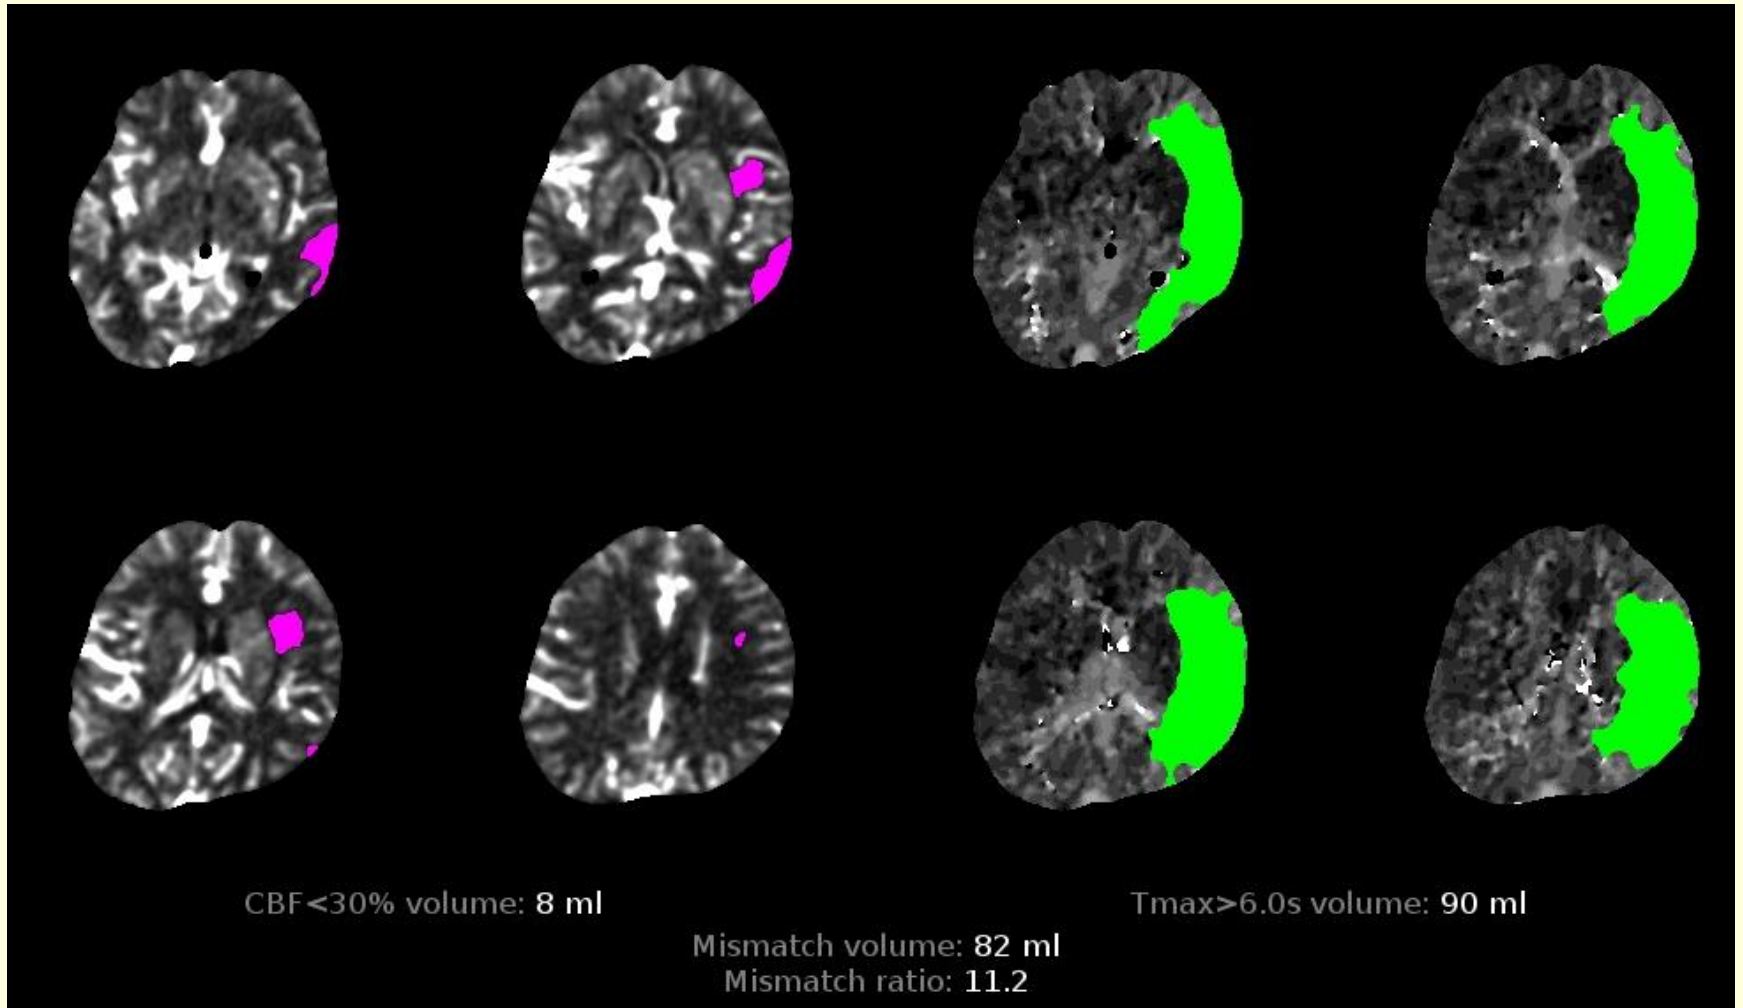 CBF<30% volume: 8 ml
Tmax>6.0s volume: 90 ml
Mismatch volume: 82 ml
Mismatch ratio: 11.2